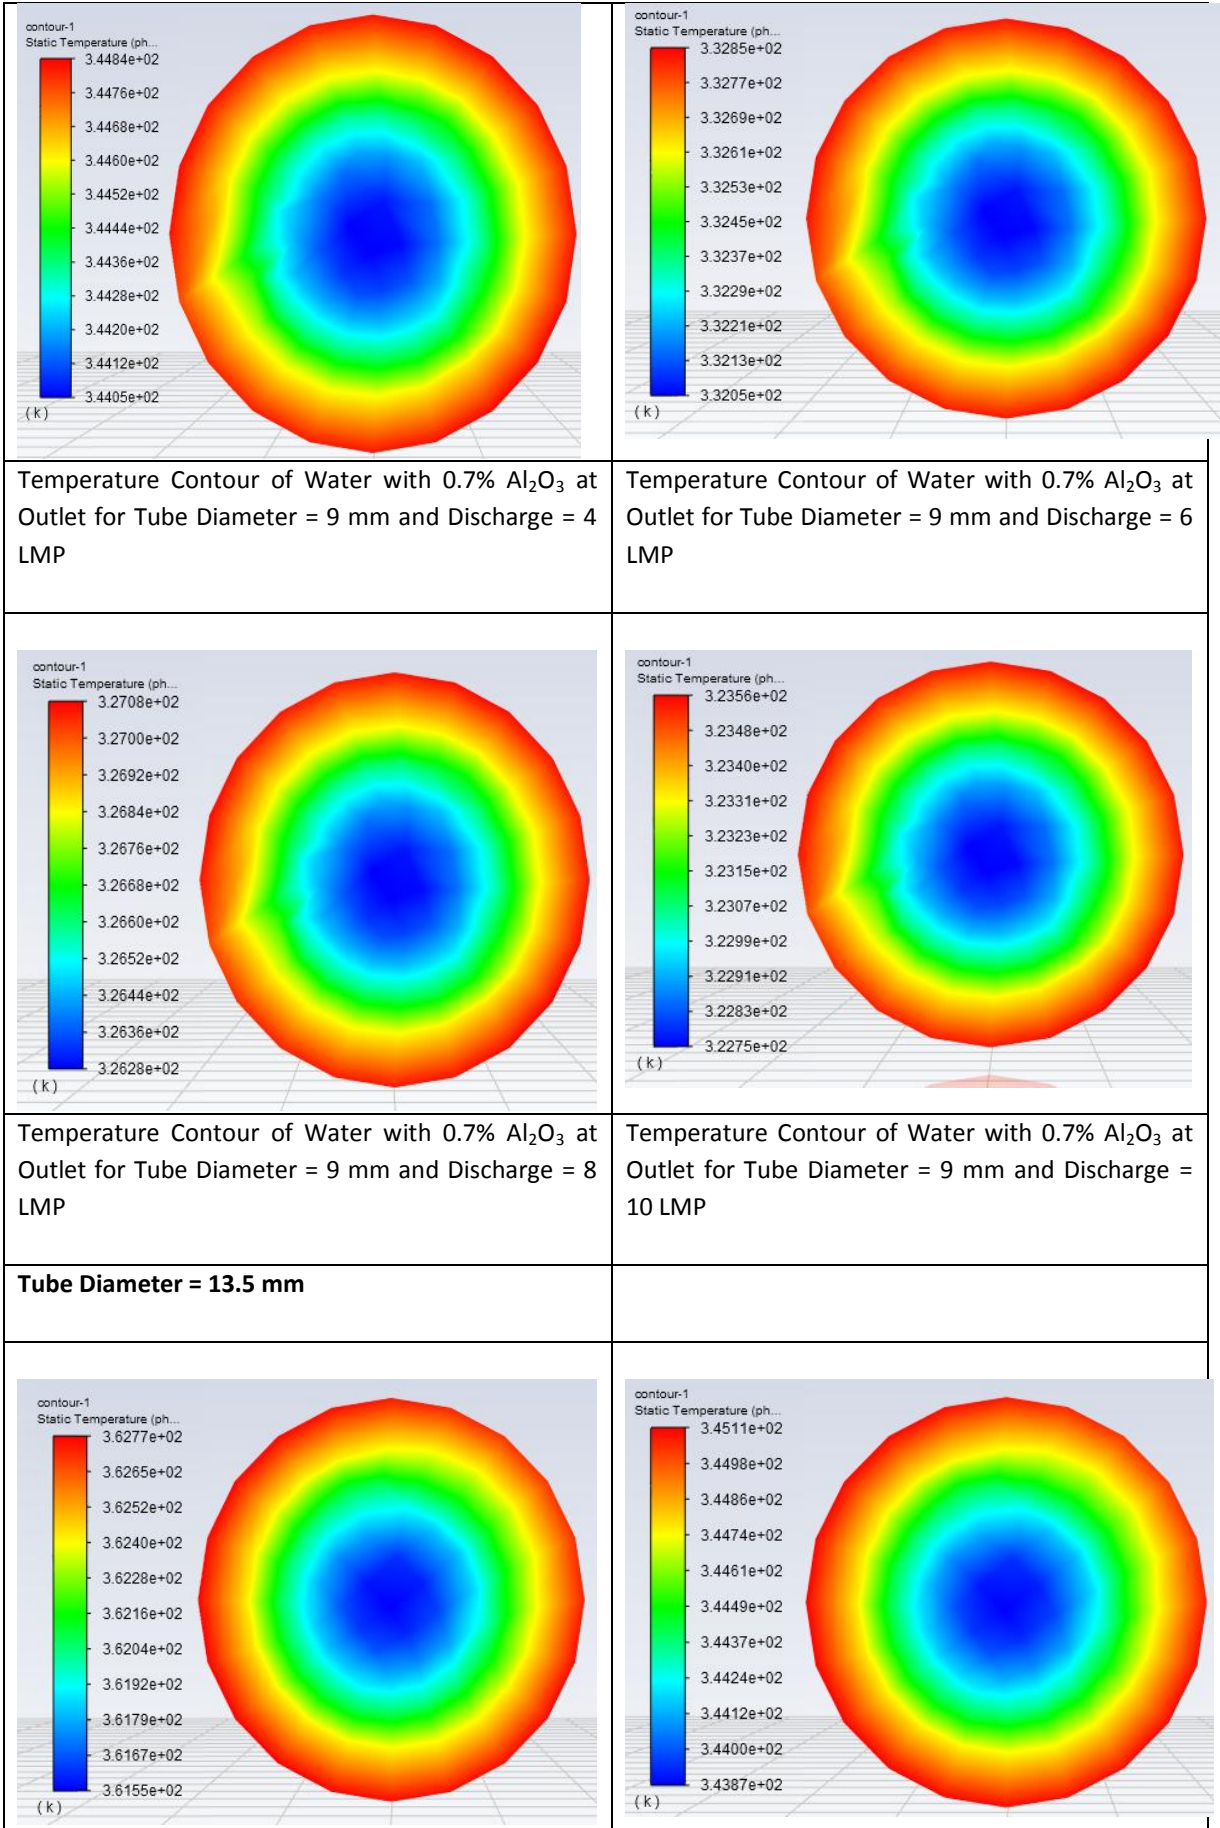 contour-1
Static Temperature (ph...
3.4484e+02
3.4476e+02
3.4468e+02
3.4460e+02
3.4452e+02
3.4444e+02
3.4436e+02
3.4428e+02
3.4420e+02
3.4412e+02
3.4405e+02
(k)
contour-1
Static Temperature (ph...
3.3285e+02
3.3277e+02
3.3269e+02
3.3261e+02
3.3253e+02
3.3245e+02
3.3237e+02
3.3229e+02
3.3221e+02
3.3213e+02
3.3205e+02
(k)
Temperature Contour of Water with 0.7% Al₂O₃ at
Outlet for Tube Diameter = 9 mm and Discharge = 4
LMP
Temperature Contour of Water with 0.7% Al₂O₃ at
Outlet for Tube Diameter = 9 mm and Discharge = 6
LMP
contour-1
Static Temperature (ph...
3.2708e+02
3.2700e+02
3.2692e+02
3.2684e+02
3.2676e+02
3.2668e+02
3.2660e+02
3.2652e+02
3.2644e+02
3.2636e+02
3.2628e+02
(k)
contour-1
Static Temperature (ph...
3.2356e+02
3.2348e+02
3.2340e+02
3.2331e+02
3.2323e+02
3.2315e+02
3.2307e+02
3.2299e+02
3.2291e+02
3.2283e+02
3.2275e+02
(k)
Temperature Contour of Water with 0.7% Al₂O₃ at
Outlet for Tube Diameter = 9 mm and Discharge = 8
LMP
Temperature Contour of Water with 0.7% Al₂O₃ at
Outlet for Tube Diameter = 9 mm and Discharge =
10 LMP
Tube Diameter = 13.5 mm
contour-1
Static Temperature (ph...
3.6277e+02
3.6265e+02
3.6252e+02
3.6240e+02
3.6228e+02
3.6216e+02
3.6204e+02
3.6192e+02
3.6179e+02
3.6167e+02
3.6155e+02
(k)
contour-1
Static Temperature (ph...
3.4511e+02
3.4498e+02
3.4486e+02
3.4474e+02
3.4461e+02
3.4449e+02
3.4437e+02
3.4424e+02
3.4412e+02
3.4400e+02
3.4387e+02
(k)